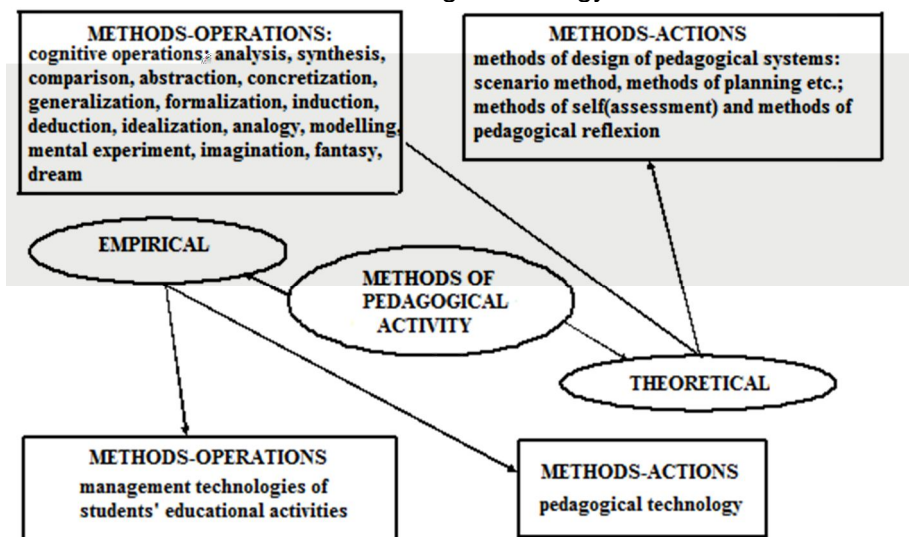 METHODS-OPERATIONS:
cognitive operations: analysis, synthesis,
comparison, abstraction, concretization,
generalization, formalization, induction,
deduction, idealization, analogy, modelling,
mental experiment, imagination, fantasy,
dream
METHODS-ACTIONS
methods of design of pedagogical systems:
scenario method, methods of planning etc.;
methods of self(assessment) and methods of
pedagogical reflexion
EMPIRICAL
METHODS OF
PEDAGOGICAL
ACTIVITY
THEORETICAL
METHODS-OPERATIONS
management technologies of
students' educational activities
METHODS-ACTIONS
pedagogical technology